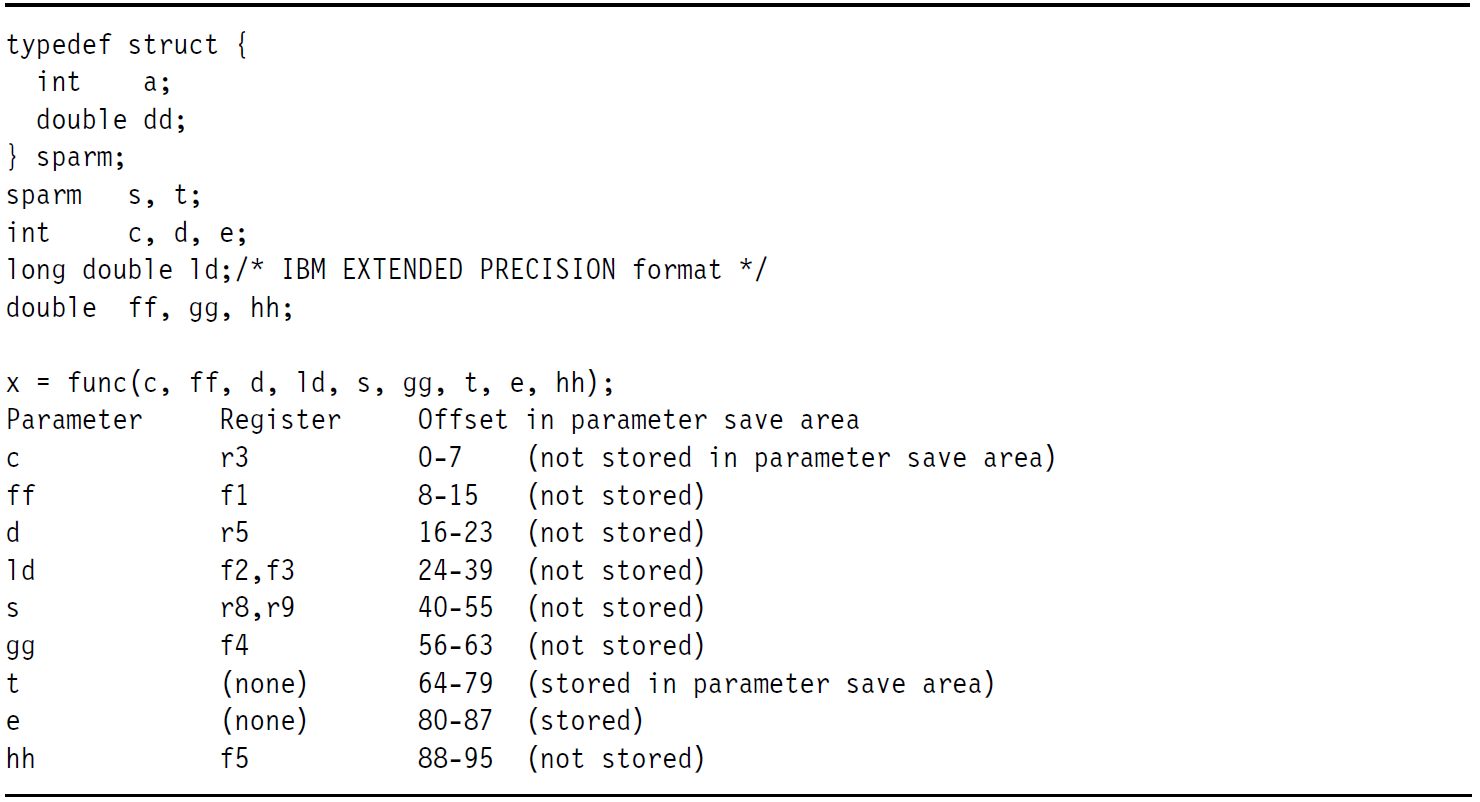 typedef struct {
  int    a;
  double dd;
} sparm;
sparm   s, t;
int     c, d, e;
long double ld;/* IBM EXTENDED PRECISION format */
double  ff, gg, hh;

x = func(c, ff, d, ld, s, gg, t, e, hh);
Parameter     Register     Offset in parameter save area
c             r3           0-7    (not stored in parameter save area)
ff            f1           8-15   (not stored)
d             r5           16-23  (not stored)
ld            f2,f3        24-39  (not stored)
s             r8,r9        40-55  (not stored)
gg            f4           56-63  (not stored)
t             (none)       64-79  (stored in parameter save area)
e             (none)       80-87  (stored)
hh            f5           88-95  (not stored)